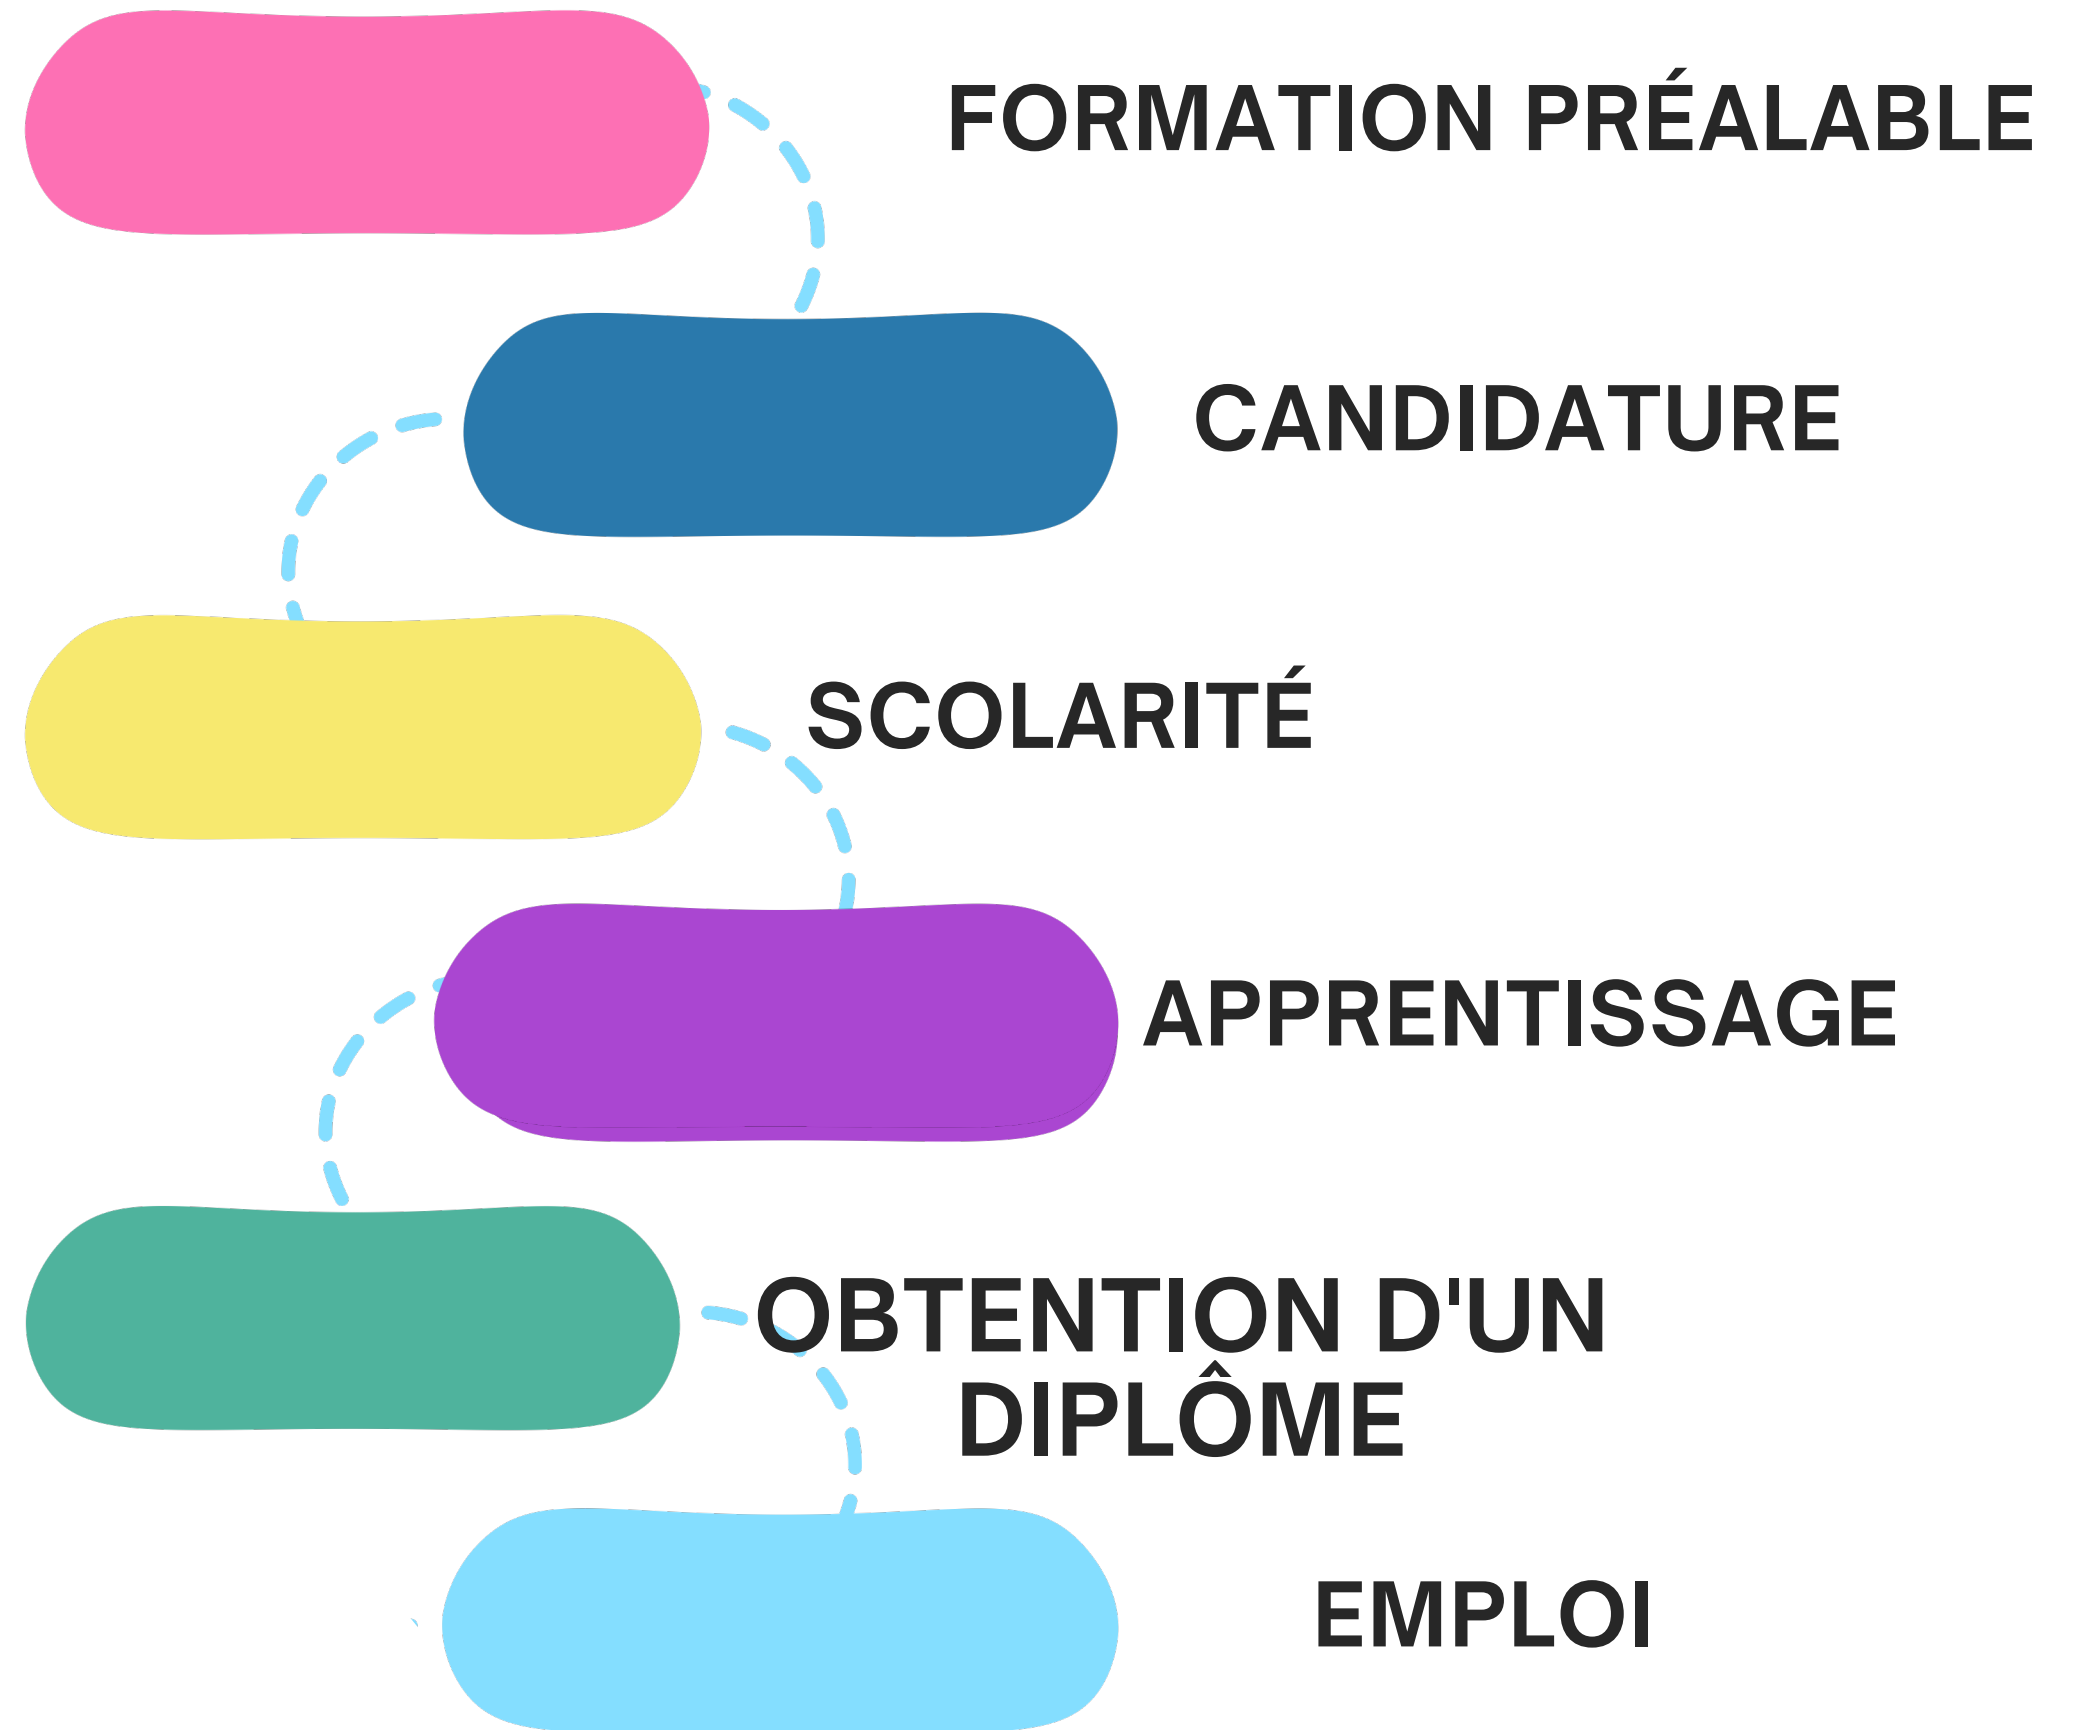 FORMATION PRÉALABLE
CANDIDATURE
SCOLARITÉ
APPRENTISSAGE
OBTENTION D'UN
DIPLÔME
EMPLOI